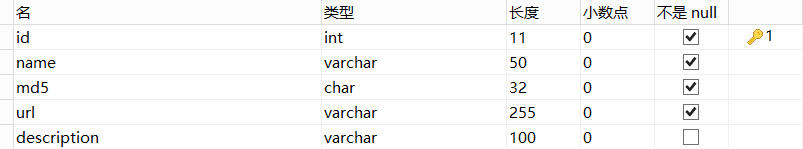 名 类型 长度 小数点 不是 null
id int 11 0 1
name varchar 50 0
md5 char 32 0
url varchar 255 0
description varchar 100 0